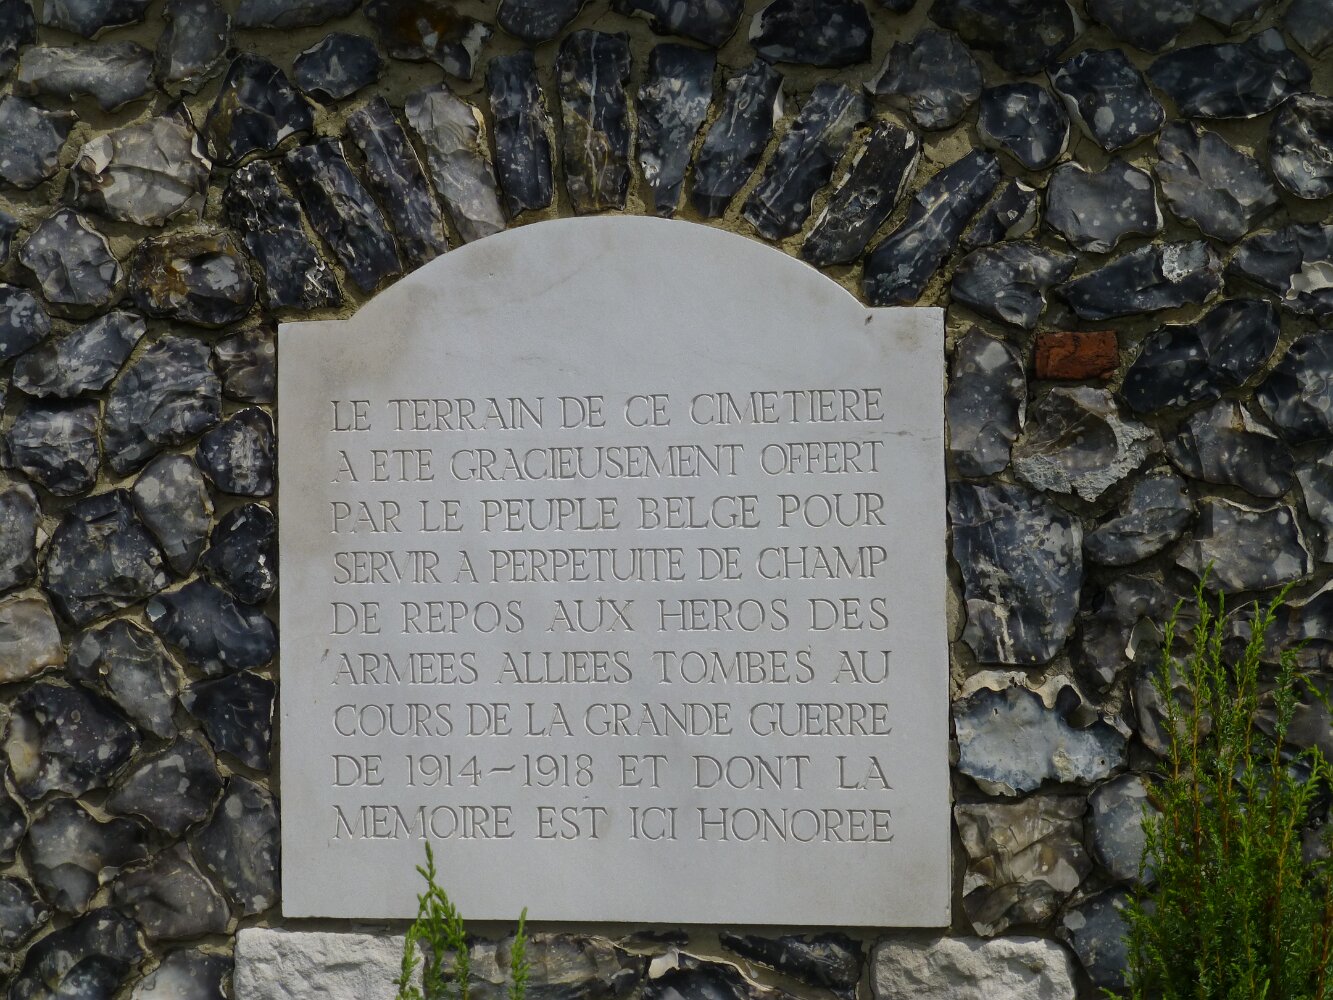 LE TERRAIN DE CE CIMETIERE
A ETE GRACIEUSEMENT OFFERT
PAR LE PEUPLE BELGE POUR
SERVIR A PERPETUITE DE CHAMP
DE REPOS AUX HEROS DES
ARMEES ALLIEES TOMBES AU
COURS DE LA GRANDE GUERRE
DE 1914-1918 ET DONT LA
MEMOIRE EST ICI HONOREE